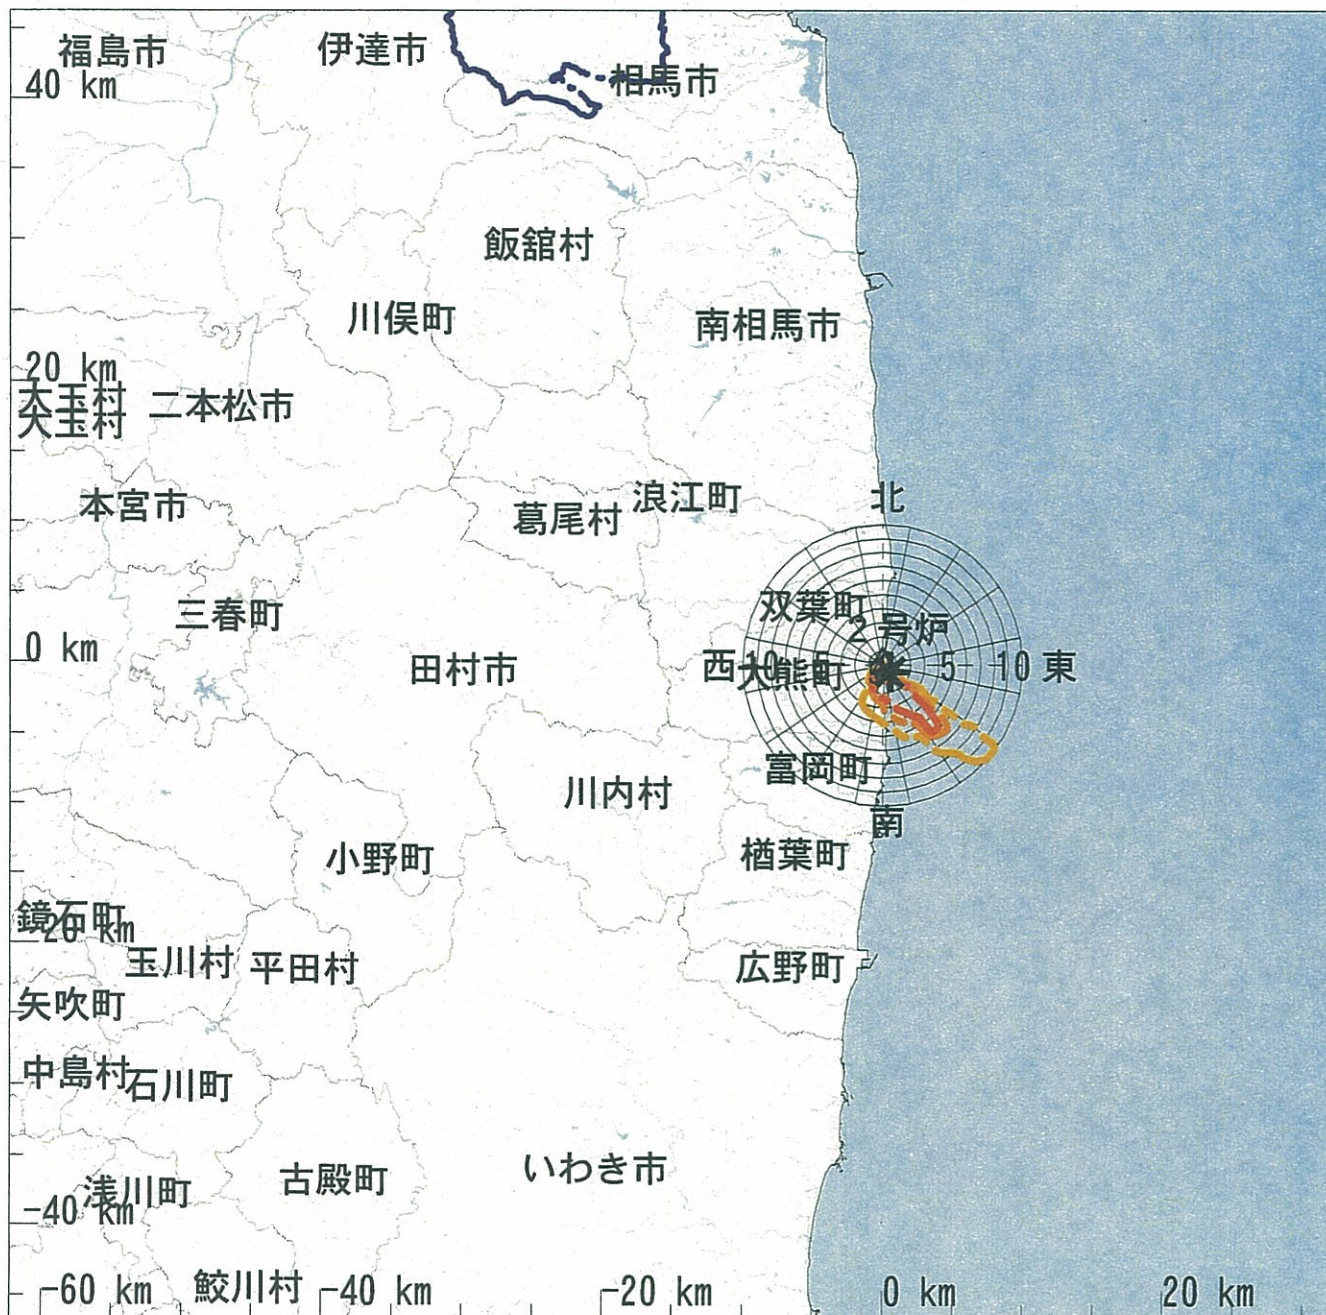 福島市
伊達市
相馬市
40 km
飯舘村
川俣町
南相馬市
20 km
大玉村
二本松市
大玉村
本宮市
葛尾村
浪江町
北
双葉町
三春町
2号炉
0 km
田村市
西 10 5 0 5 10 東
大熊町
富岡町
川内村
南
小野町
楢葉町
鏡石町
-20 km
玉川村
平田村
広野町
矢吹町
中島村
石川町
いわき市
浅川町
古殿町
-40 km
鮫川村
-60 km
-40 km
-20 km
0 km
20 km